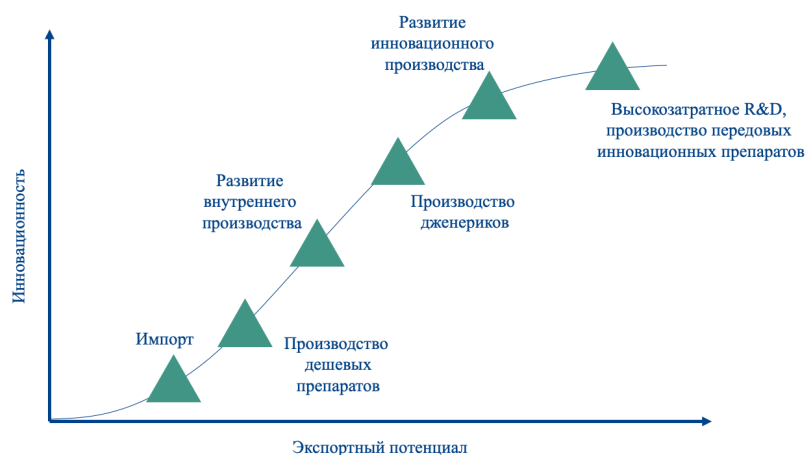 Развитие
инновационного
производства
Высокозатратное R&D,
производство передовых
инновационных препаратов
Развитие
внутреннего
производства
Производство
дженериков
Инновационность
Импорт
Производство
дешевых
препаратов
Экспортный потенциал